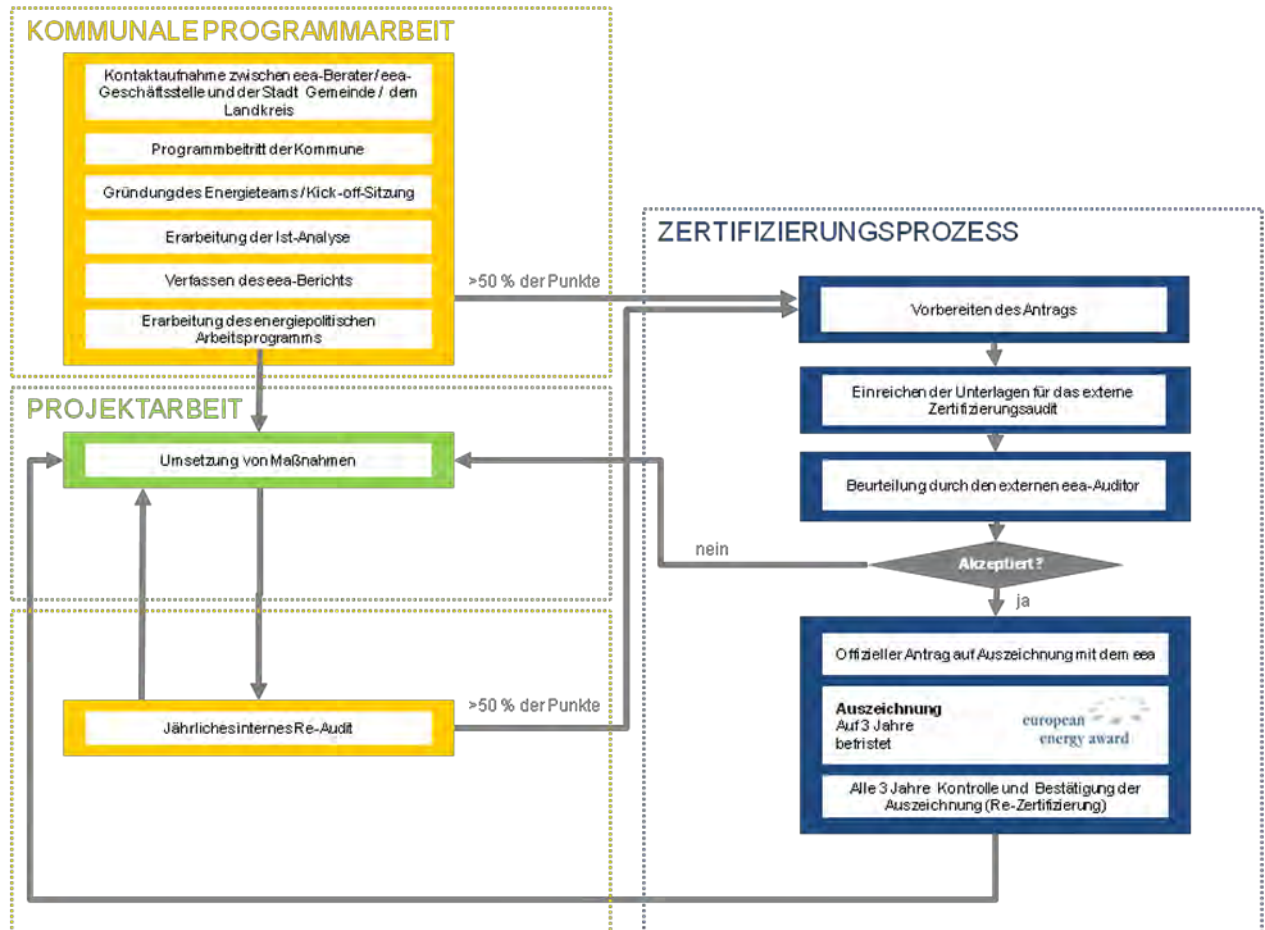 KOMMUNALE PROGRAMMARBEIT
Kontaktaufnahme zwischen eea-Berater/eea-
Geschäftsstelle und der Stadt Gemeinde / dem
Landkreis
Programmbeitritt der Kommune
Gründung des Energieteams / Kick-off-Sitzung
Erarbeitung der Ist-Analyse
Verfassen des eea-Berichts
Erarbeitung des energiepolitischen
Arbeitsprogramms
>50 % der Punkte
PROJEKTARBEIT
Umsetzung von Maßnahmen
Jährliches internes Re-Audit
>50 % der Punkte
ZERTIFIZIERUNGSPROZESS
Vorbereiten des Antrags
Einreichen der Unterlagen für das externe
Zertifizierungsaudit
Beurteilung durch den externen eea-Auditor
Akzeptiert?
nein
ja
Offizieller Antrag auf Auszeichnung mit dem eea
Auszeichnung
Auf 3 Jahre
befristet
european
energy award
Alle 3 Jahre Kontrolle und Bestätigung der
Auszeichnung (Re-Zertifizierung)